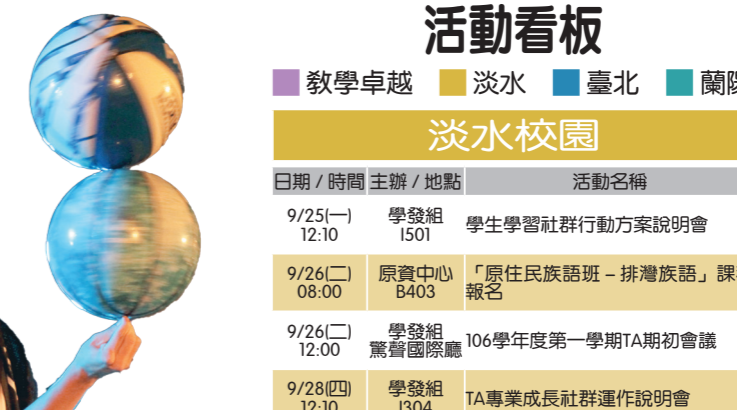 活動看板
教學卓越 淡水 臺北 蘭陽
淡水校園
日期 / 時間 主辦 / 地點 活動名稱
9/25(一) 學發組 學生學習社群行動方案說明會
12:10 I501
9/26(二) 原資中心 「原住民族語班 – 排灣族語」課
08:00 B403 報名
9/26(二) 學發組 106學年度第一學期TA期初會議
12:00 驚聲國際廳
9/28(四) 學發組 TA專業成長社群運作說明會
12:10 I304